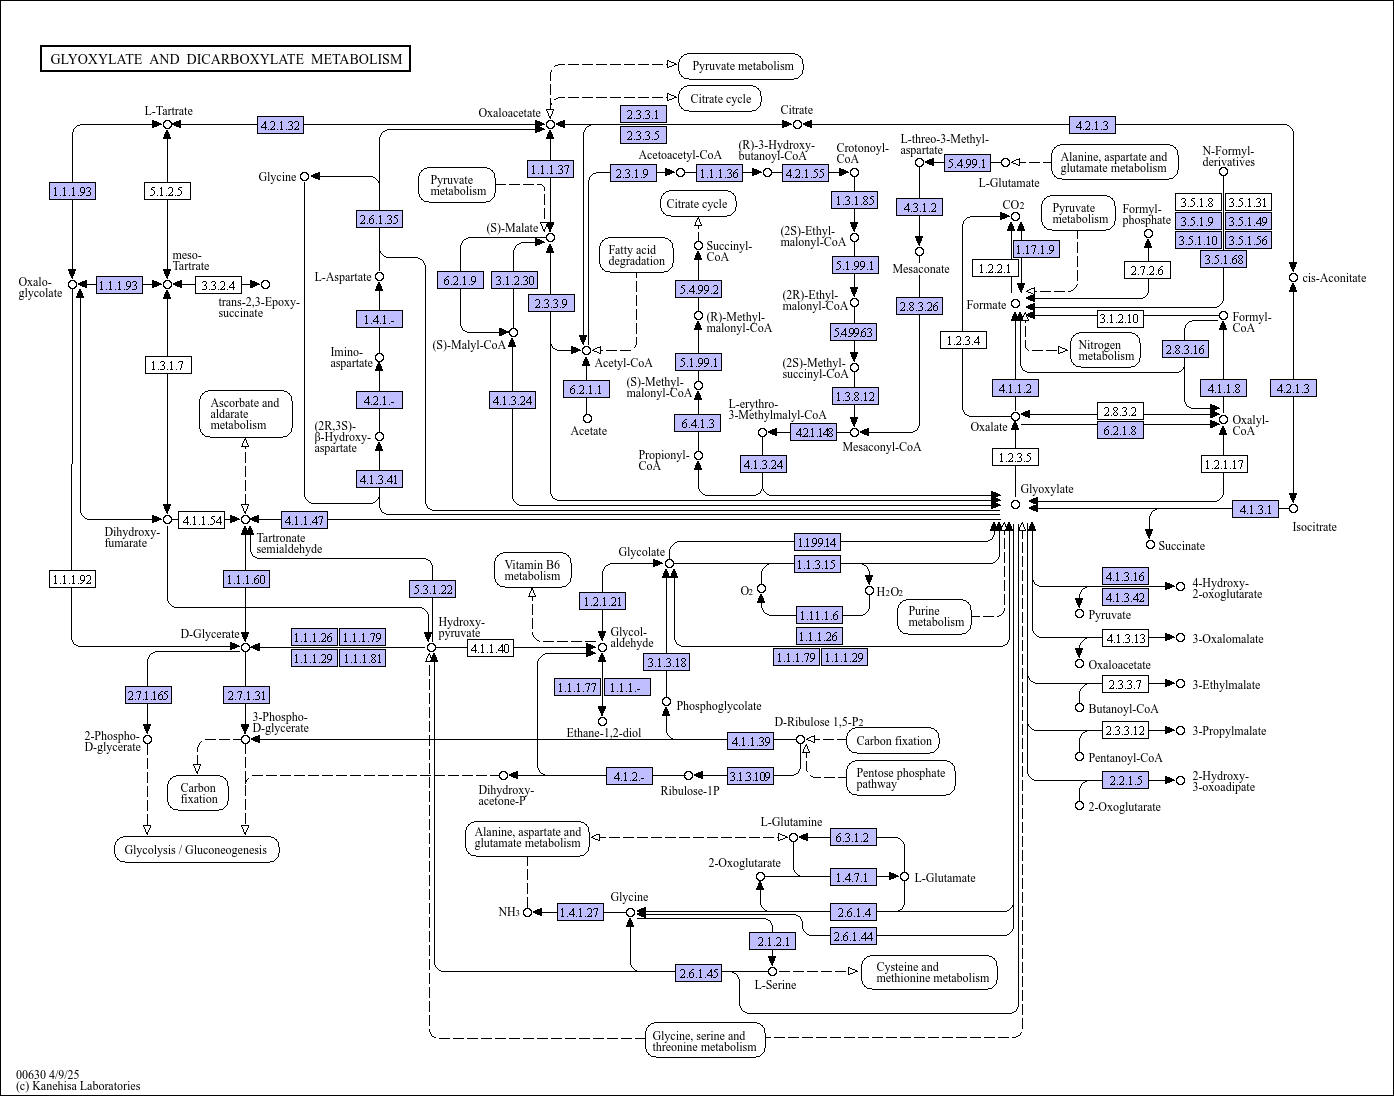 GLYOXYLATE AND DICARBOXYLATE METABOLISM
Pyruvate metabolism
Citrate cycle
L-Tartrate
4.2.1.32
Oxaloacetate
2.3.3.1
2.3.3.5
Citrate
4.2.1.3
1.1.1.93
5.1.2.5
Glycine
2.6.1.35
Pyruvate
metabolism
1.1.1.37
Acetoacetyl-CoA
2.3.1.9
1.1.1.36
(R)-3-Hydroxy-
butanoyl-CoA
4.2.1.55
Crotonoyl-
CoA
L-threo-3-Methyl-
aspartate
5.4.99.1
L-Glutamate
Alanine, aspartate and
glutamate metabolism
N-Formyl-
derivatives
1.3.1.85
4.3.1.2
CO2
Pyruvate
metabolism
Formyl-
phosphate
3.5.1.8
3.5.1.31
3.5.1.9
3.5.1.49
3.5.1.10
3.5.1.56
3.5.1.68
Citrate cycle
(S)-Malate
Fatty acid
degradation
Succinyl-
CoA
(2S)-Ethyl-
malonyl-CoA
1.17.1.9
1.2.2.1
2.7.2.6
meso-
Tartrate
Oxalo-
glycolate
1.1.1.93
3.3.2.4
trans-2,3-Epoxy-
succinate
L-Aspartate
6.2.1.9
3.1.2.30
2.3.3.9
5.4.99.2
5.1.99.1
Mesaconate
cis-Aconitate
(2R)-Ethyl-
malonyl-CoA
2.8.3.26
Formate
1.4.1.-
(R)-Methyl-
malonyl-CoA
3.1.2.10
Formyl-
CoA
5.4.99.63
(S)-Malyl-CoA
1.2.3.4
Nitrogen
metabolism
2.8.3.16
Imino-
aspartate
Acetyl-CoA
5.1.99.1
(2S)-Methyl-
succinyl-CoA
1.3.1.7
6.2.1.1
(S)-Methyl-
malonyl-CoA
4.1.1.2
4.1.1.8
4.2.1.3
Ascorbate and
aldarate
metabolism
4.2.1.-
4.1.3.24
1.3.8.12
L-erythro-
3-Methylmalyl-CoA
Acetate
6.4.1.3
4.2.1.148
Mesaconyl-CoA
Oxalate
2.8.3.2
6.2.1.8
Oxalyl-
CoA
(2R,3S)-
β-Hydroxy-
aspartate
Propionyl-
CoA
4.1.3.24
1.2.3.5
1.2.1.17
4.1.3.41
Glyoxylate
4.1.3.1
Isocitrate
Dihydroxy-
fumarate
4.1.1.54
Tartronate
semialdehyde
4.1.1.47
Succinate
1.1.99.14
Glycolate
1.1.3.15
1.1.1.92
1.1.1.60
5.3.1.22
Vitamin B6
metabolism
1.2.1.21
O2
H2O2
1.11.1.6
Purine
metabolism
4.1.3.16
4.1.3.42
4-Hydroxy-
2-oxoglutarate
Pyruvate
D-Glycerate
1.1.1.26
1.1.1.79
1.1.1.29
1.1.1.81
Hydroxy-
pyruvate
4.1.1.40
Glycol-
aldehyde
1.1.1.26
1.1.1.79
1.1.1.29
4.1.3.13
3-Oxalomalate
Oxaloacetate
3.1.3.18
2.7.1.165
2.7.1.31
1.1.1.77
1.1.1.-
2.3.3.7
3-Ethylmalate
Butanoyl-CoA
Phosphoglycolate
3-Phospho-
D-glycerate
2-Phospho-
D-glycerate
Ethane-1,2-diol
D-Ribulose 1,5-P2
4.1.1.39
Carbon fixation
2.3.3.12
3-Propylmalate
Pentanoyl-CoA
Carbon
fixation
Dihydroxy-
acetone-P
4.1.2.-
Ribulose-1P
3.1.3.109
Pentose phosphate
pathway
2.2.1.5
2-Hydroxy-
3-oxoadipate
2-Oxoglutarate
Glycolysis / Gluconeogenesis
Alanine, aspartate and
glutamate metabolism
L-Glutamine
6.3.1.2
2-Oxoglutarate
1.4.7.1
L-Glutamate
NH3
1.4.1.27
Glycine
2.6.1.4
2.6.1.44
2.1.2.1
2.6.1.45
L-Serine
Cysteine and
methionine metabolism
Glycine, serine and
threonine metabolism
00630 4/9/25
(c) Kanehisa Laboratories